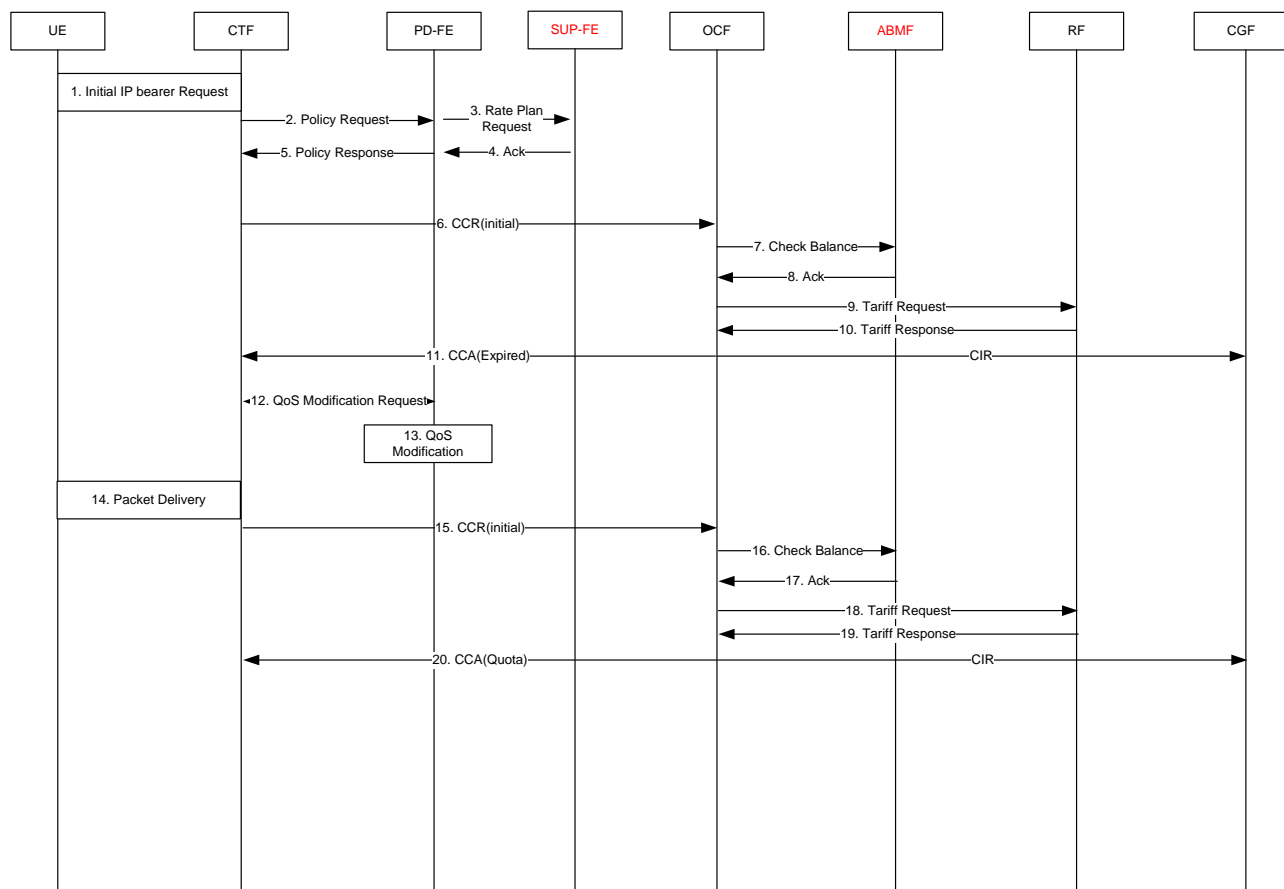 UE
CTF
PD-FE
SUP-FE
OCF
ABMF
RF
CGF
1. Initial IP bearer Request
2. Policy Request
3. Rate Plan
Request
5. Policy Response
4. Ack
6. CCR(initial)
7. Check Balance
8. Ack
9. Tariff Request
10. Tariff Response
11. CCA(Expired)
CIR
12. QoS Modification Request
13. QoS
Modification
14. Packet Delivery
15. CCR(initial)
16. Check Balance
17. Ack
18. Tariff Request
19. Tariff Response
20. CCA(Quota)
CIR